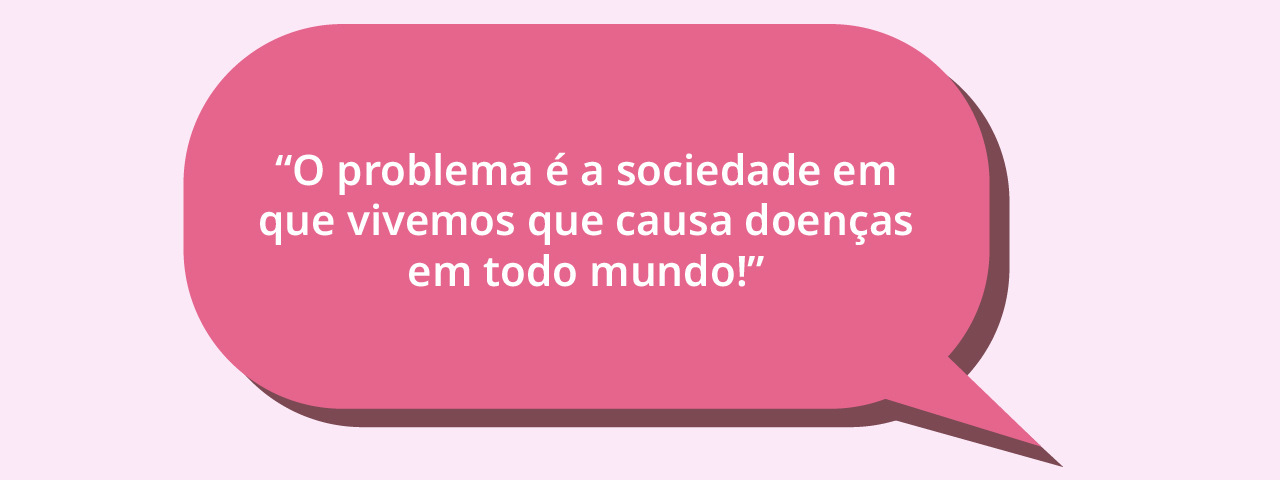 “O problema é a sociedade em
que vivemos que causa doenças
em todo mundo!”